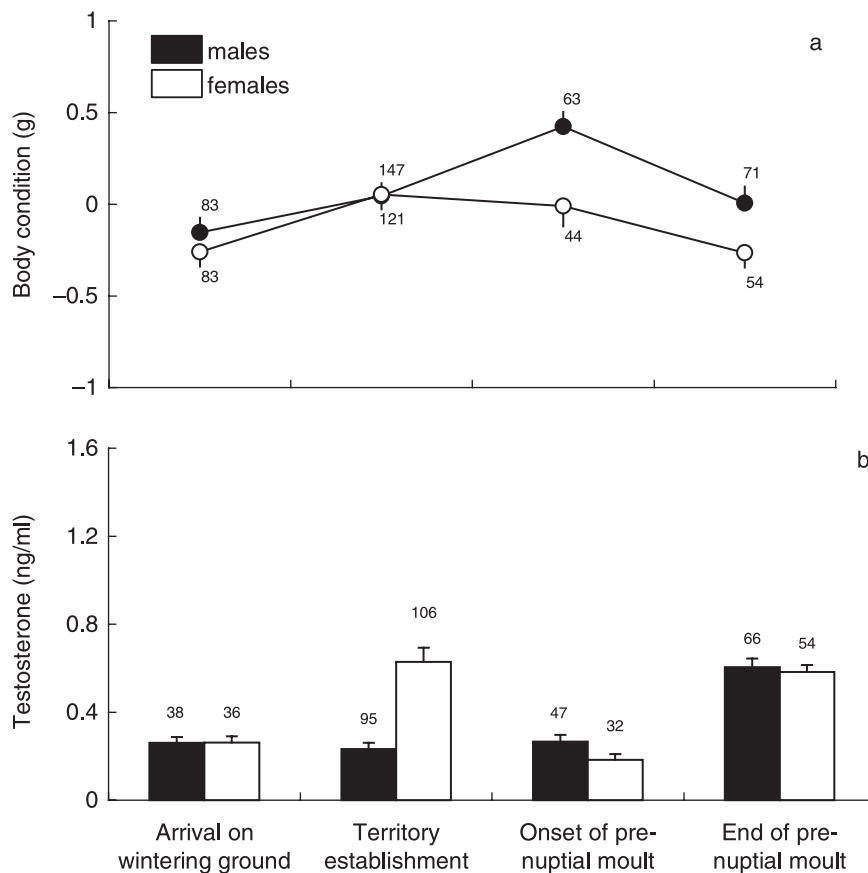 1
a
males
females
0.5
0
−0.5
−1
Body condition (g)
83
83
147
121
63
44
71
54
1.6
b
1.2
0.8
0.4
0
Testosterone (ng/ml)
38
36
95
106
47
32
66
54
Arrival on
wintering ground
Territory
establishment
Onset of pre-
nuptial moult
End of pre-
nuptial moult